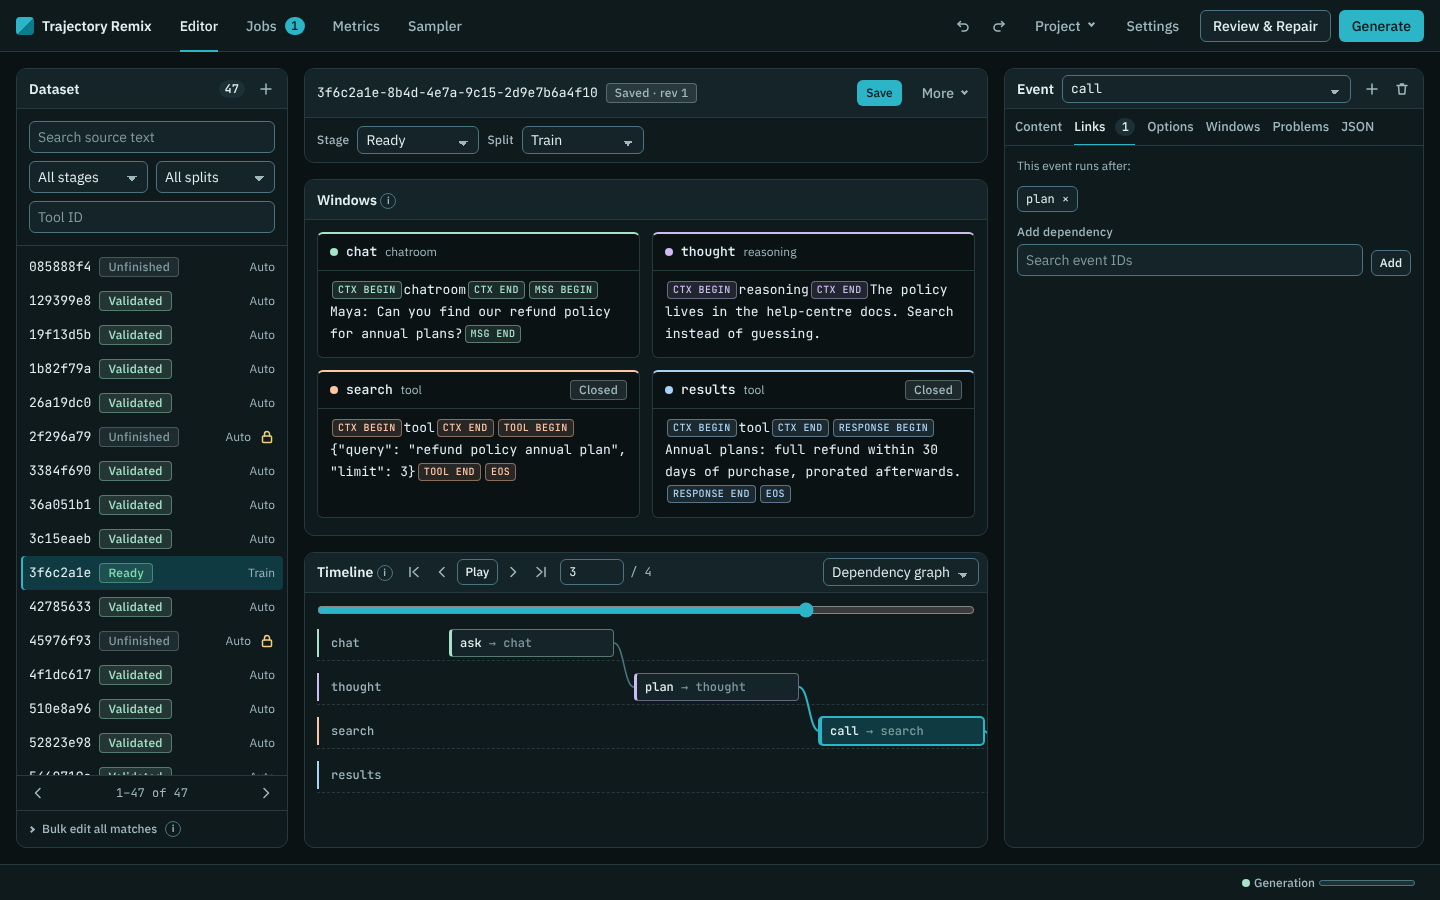 Trajectory Remix
Editor
Jobs 1
Metrics
Sampler
Project
Settings
Review & Repair
Generate
Dataset 47
Search source text
All stages
All splits
Tool ID
085888f4 Unfinished Auto
129399e8 Validated Auto
19f13d5b Validated Auto
1b82f79a Validated Auto
26a19dc0 Validated Auto
2f296a79 Unfinished Auto
3384f690 Validated Auto
36a051b1 Validated Auto
3c15eaeb Validated Auto
3f6c2a1e Ready Train
42785633 Validated Auto
45976f93 Unfinished Auto
4f1dc617 Validated Auto
510e8a96 Validated Auto
52823e98 Validated Auto
1–47 of 47
Bulk edit all matches i
3f6c2a1e-8b4d-4e7a-9c15-2d9e7b6a4f10 Saved · rev 1
Save
More
Stage Ready Split Train
Windows i
chat chatroom
CTX BEGIN chatroom CTX END MSG BEGIN
Maya: Can you find our refund policy
for annual plans? MSG END
thought reasoning
CTX BEGIN reasoning CTX END The policy
lives in the help-centre docs. Search
instead of guessing.
search tool Closed
CTX BEGIN tool CTX END TOOL BEGIN
{"query": "refund policy annual plan",
"limit": 3} TOOL END EOS
results tool Closed
CTX BEGIN tool CTX END RESPONSE BEGIN
Annual plans: full refund within 30
days of purchase, prorated afterwards.
RESPONSE END EOS
Timeline i Play 3 / 4 Dependency graph
chat ask → chat
thought plan → thought
search call → search
results
Event call
Content Links 1 Options Windows Problems JSON
This event runs after:
plan ×
Add dependency
Search event IDs Add
Generation